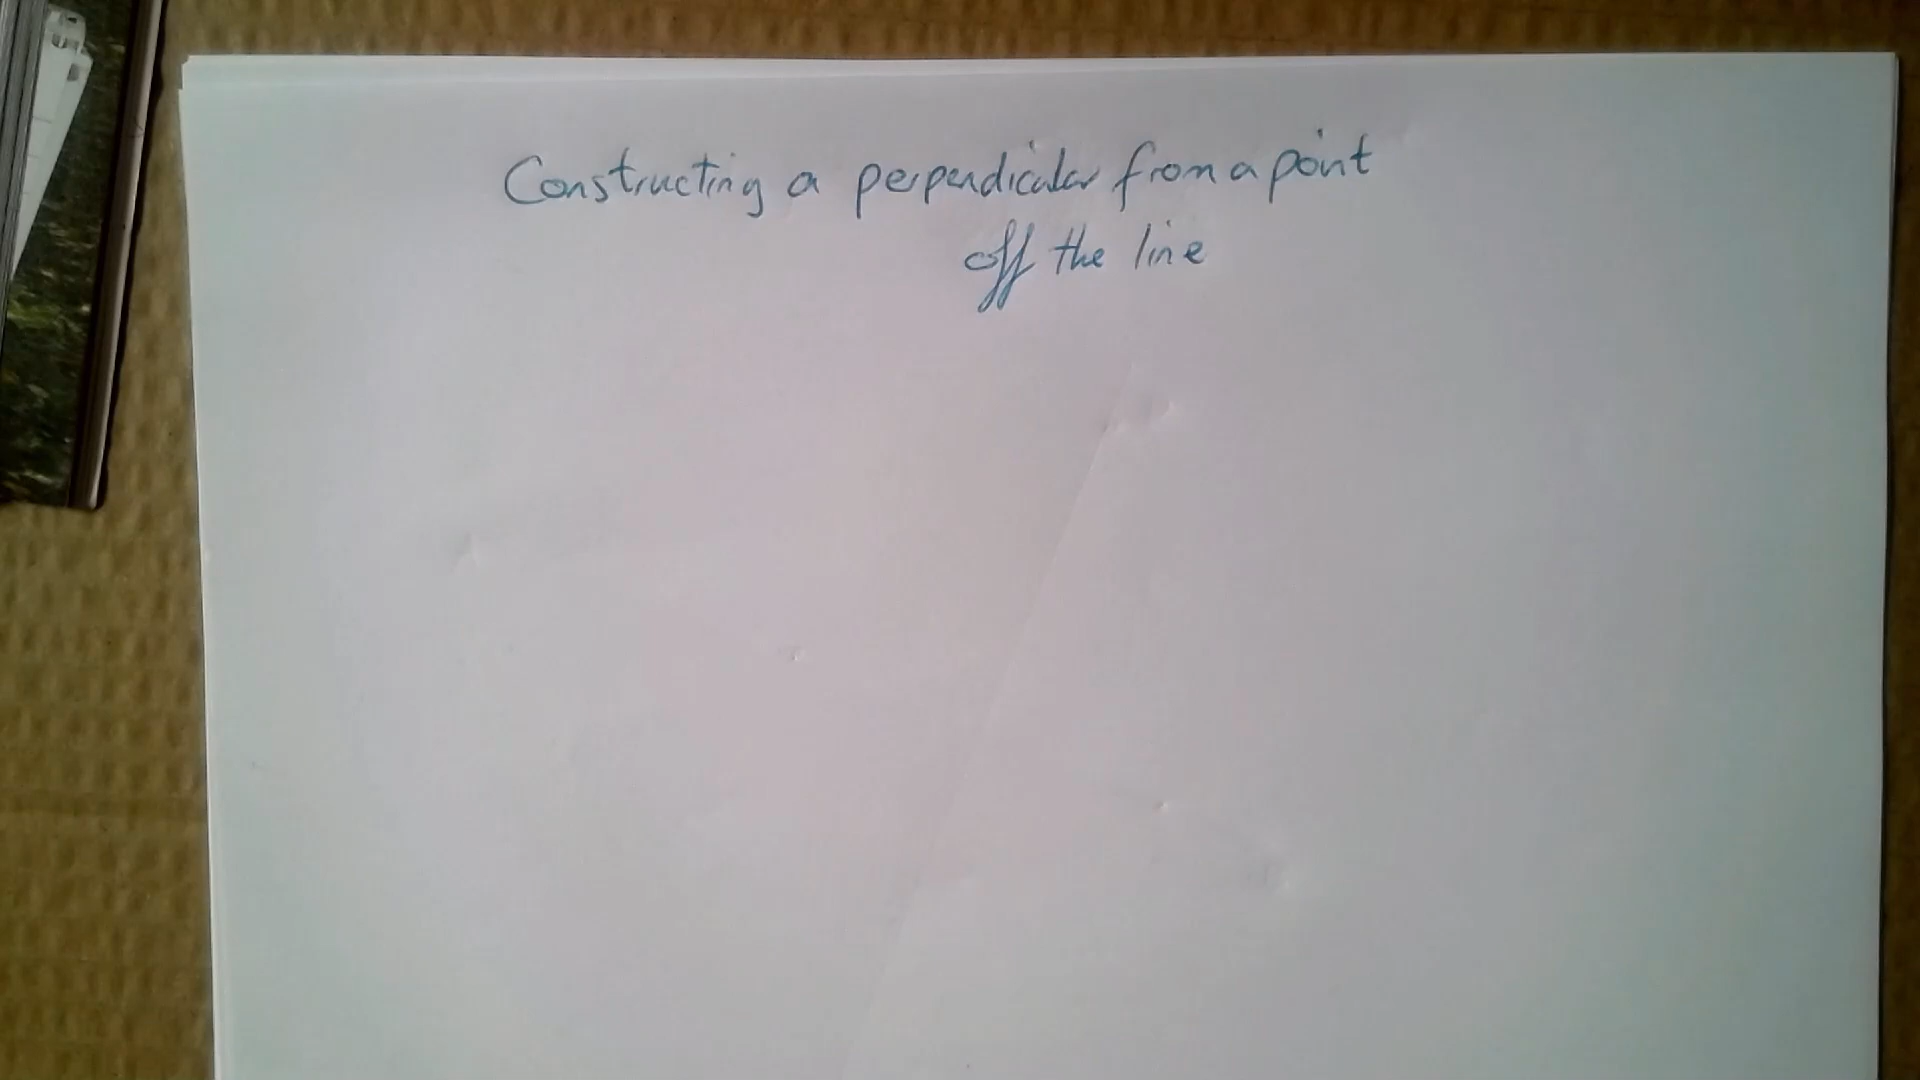 Constructing a perpendicular from a point
off the line